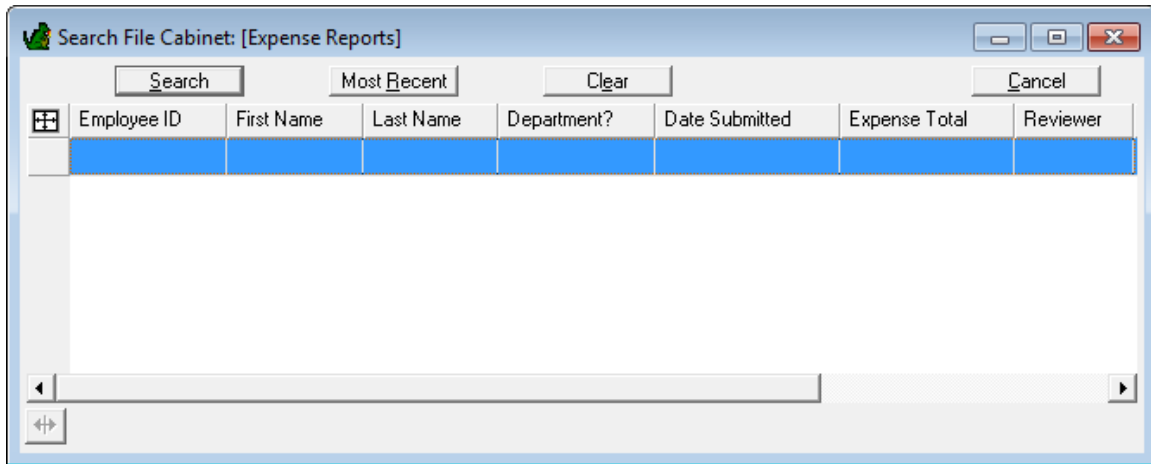 Search File Cabinet: [Expense Reports]
Search Most Recent Clear Cancel
Employee ID First Name Last Name Department? Date Submitted Expense Total Reviewer